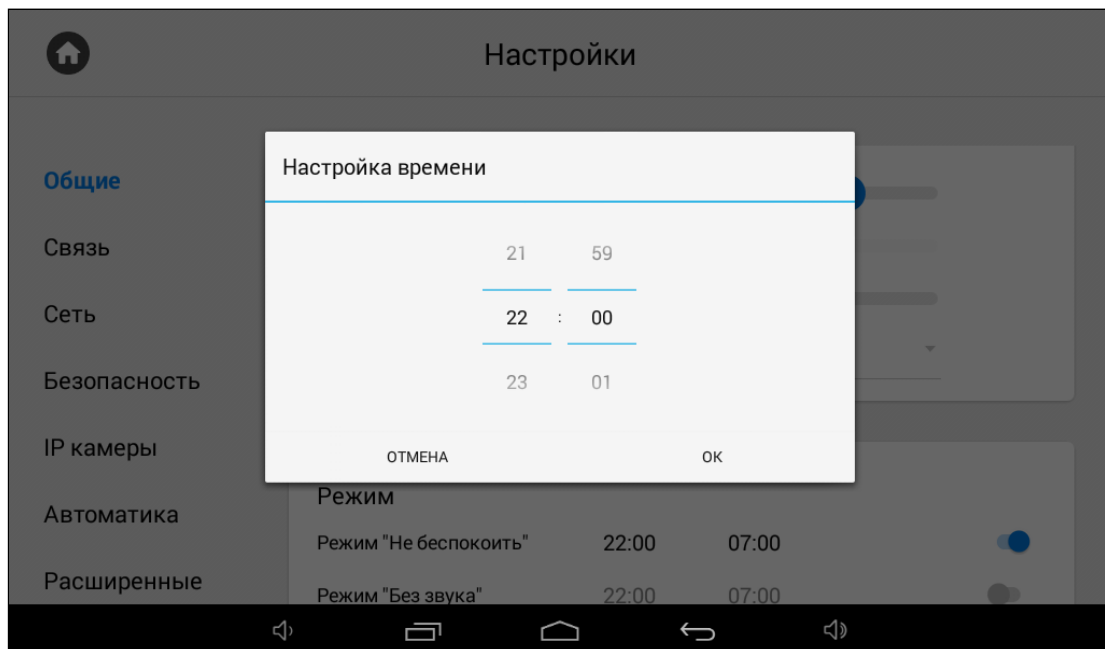 Настройки
Общие
Связь
Сеть
Безопасность
IP камеры
Автоматика
Расширенные
Настройка времени
21 59
22 : 00
23 01
ОТМЕНА ОК
Режим
Режим "Не беспокоить" 22:00 07:00
Режим "Без звука" 22:00 07:00